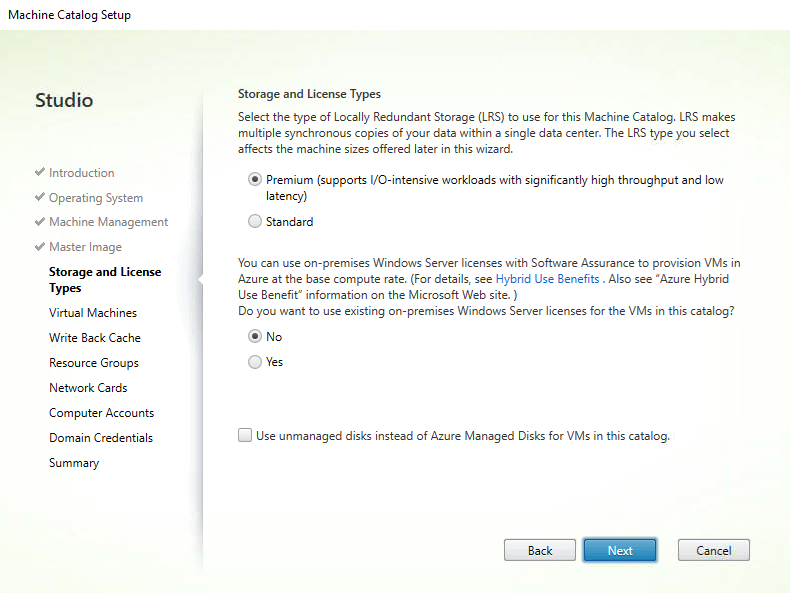 Machine Catalog Setup
Studio
Introduction
Operating System
Machine Management
Master Image
Storage and License
Types
Virtual Machines
Write Back Cache
Resource Groups
Network Cards
Computer Accounts
Domain Credentials
Summary
Storage and License Types
Select the type of Locally Redundant Storage (LRS) to use for this Machine Catalog. LRS makes
multiple synchronous copies of your data within a single data center. The LRS type you select
affects the machine sizes offered later in this wizard.
Premium (supports I/O-intensive workloads with significantly high throughput and low
latency)
Standard
You can use on-premises Windows Server licenses with Software Assurance to provision VMs in
Azure at the base compute rate. (For details, see Hybrid Use Benefits . Also see "Azure Hybrid
Use Benefit" information on the Microsoft Web site. )
Do you want to use existing on-premises Windows Server licenses for the VMs in this catalog?
No
Yes
Use unmanaged disks instead of Azure Managed Disks for VMs in this catalog.
Back
Next
Cancel